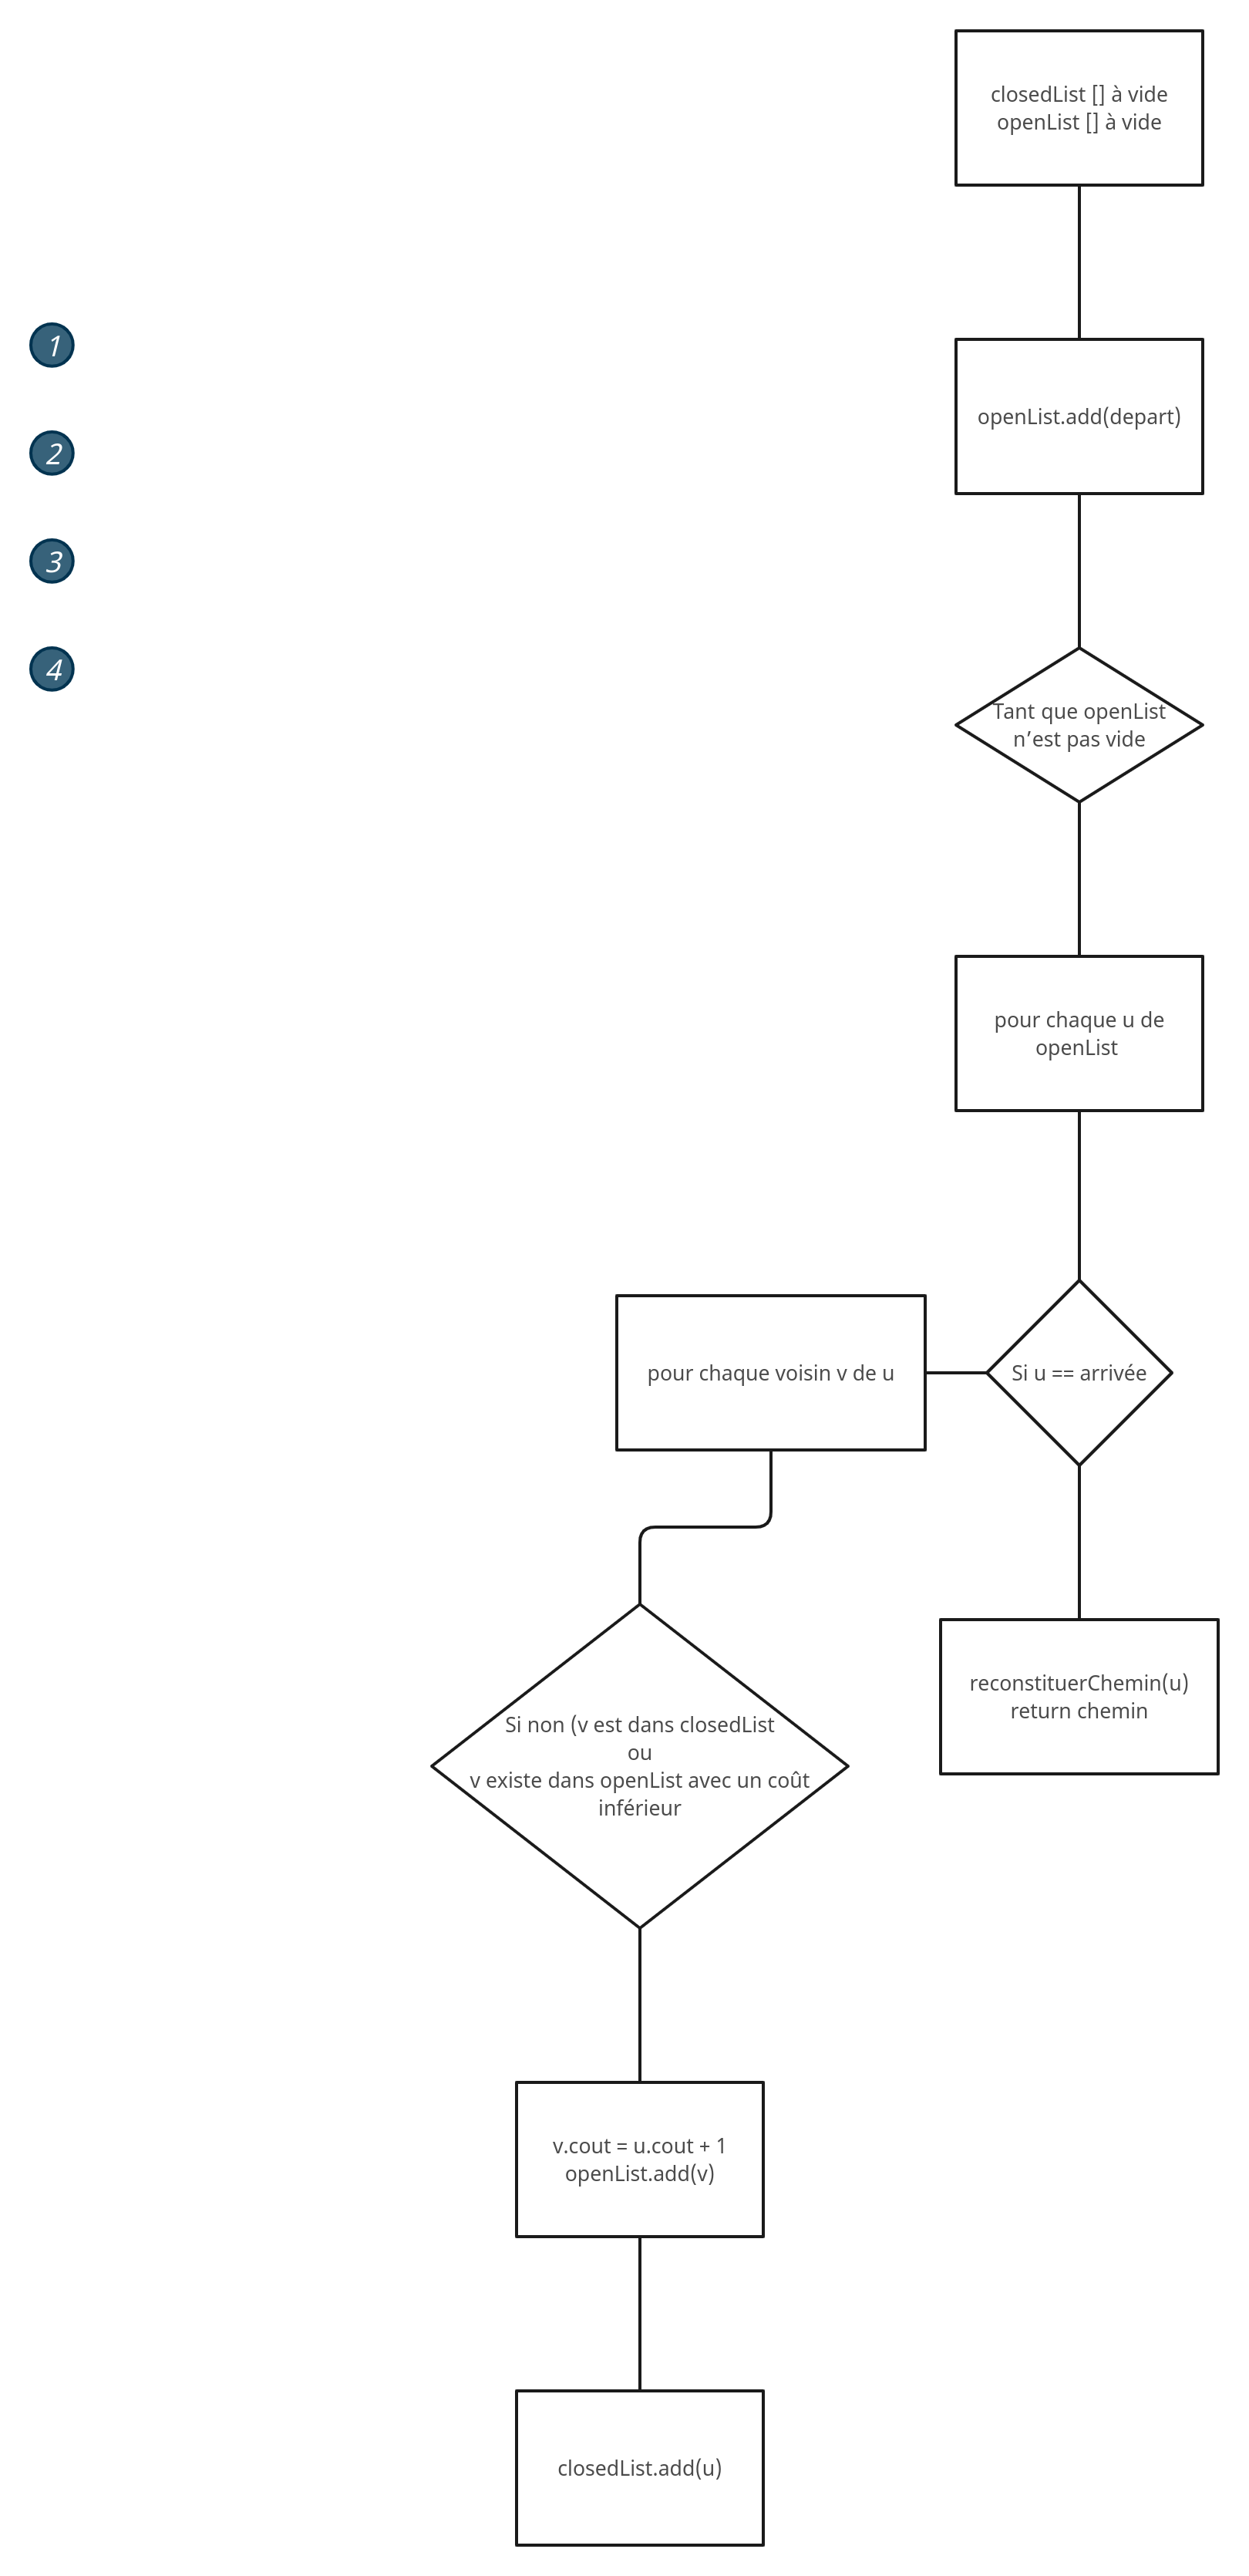 closedList [] à vide
openList [] à vide
1
openList.add(depart)
2
3
4
Tant que openList
n’est pas vide
pour chaque u de
openList
pour chaque voisin v de u
Si u == arrivée
reconstituerChemin(u)
return chemin
Si non (v est dans closedList
ou
v existe dans openList avec un coût
inférieur
v.cout = u.cout + 1
openList.add(v)
closedList.add(u)